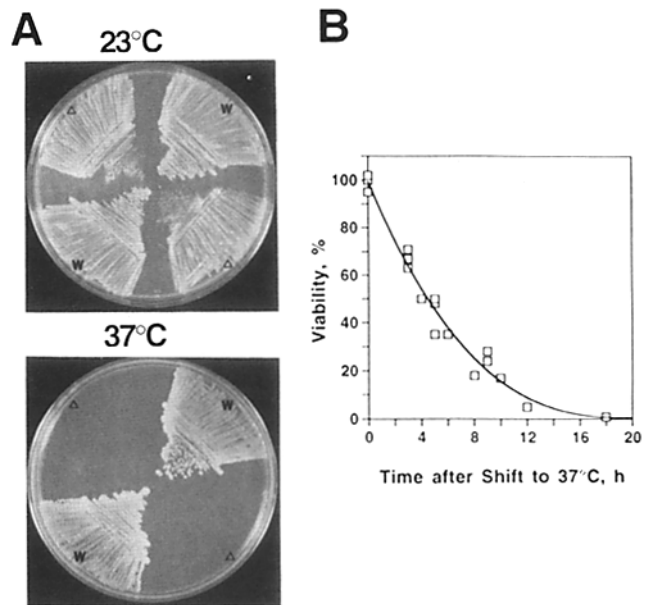 A
23°C
Δ
W
W
Δ
37°C
Δ
W
W
Δ
B
Viability, %
100
80
60
40
20
0
0 4 8 12 16 20
Time after Shift to 37°C, h